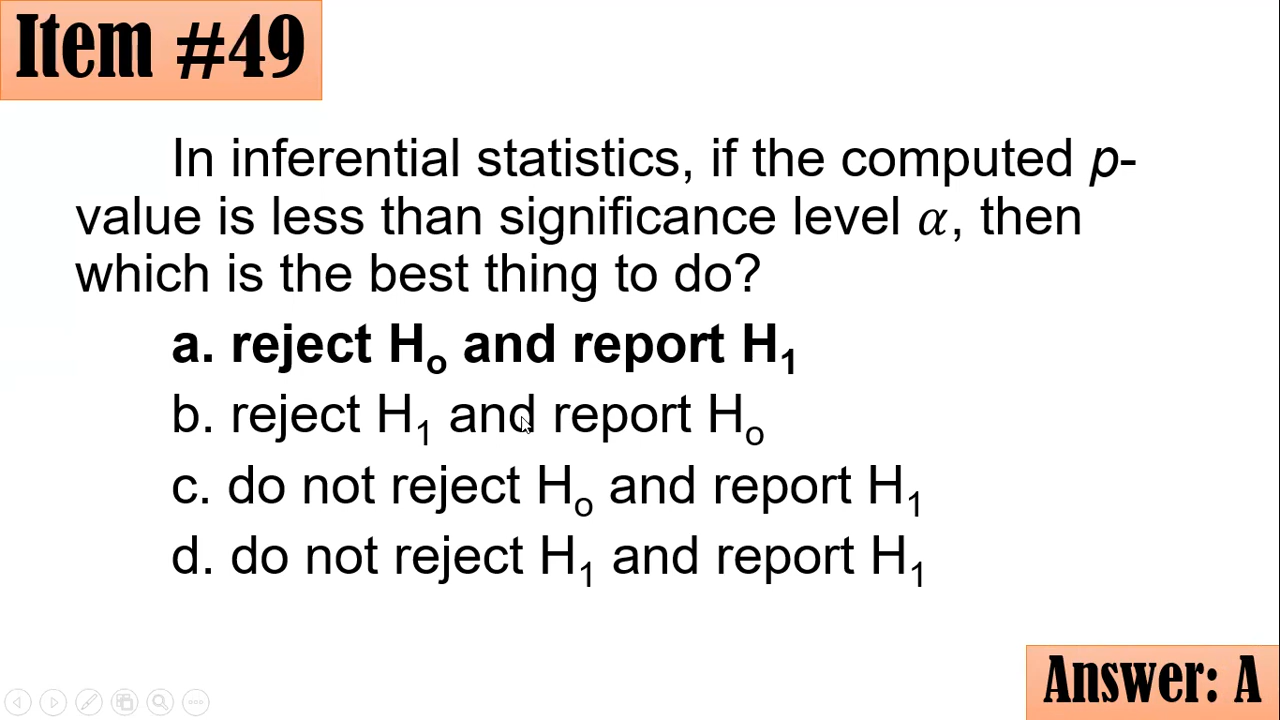 Item #49
In inferential statistics, if the computed p-
value is less than significance level α, then
which is the best thing to do?
a. reject Hₒ and report H₁
b. reject H₁ and report Hₒ
c. do not reject Hₒ and report H₁
d. do not reject H₁ and report H₁
Answer: A